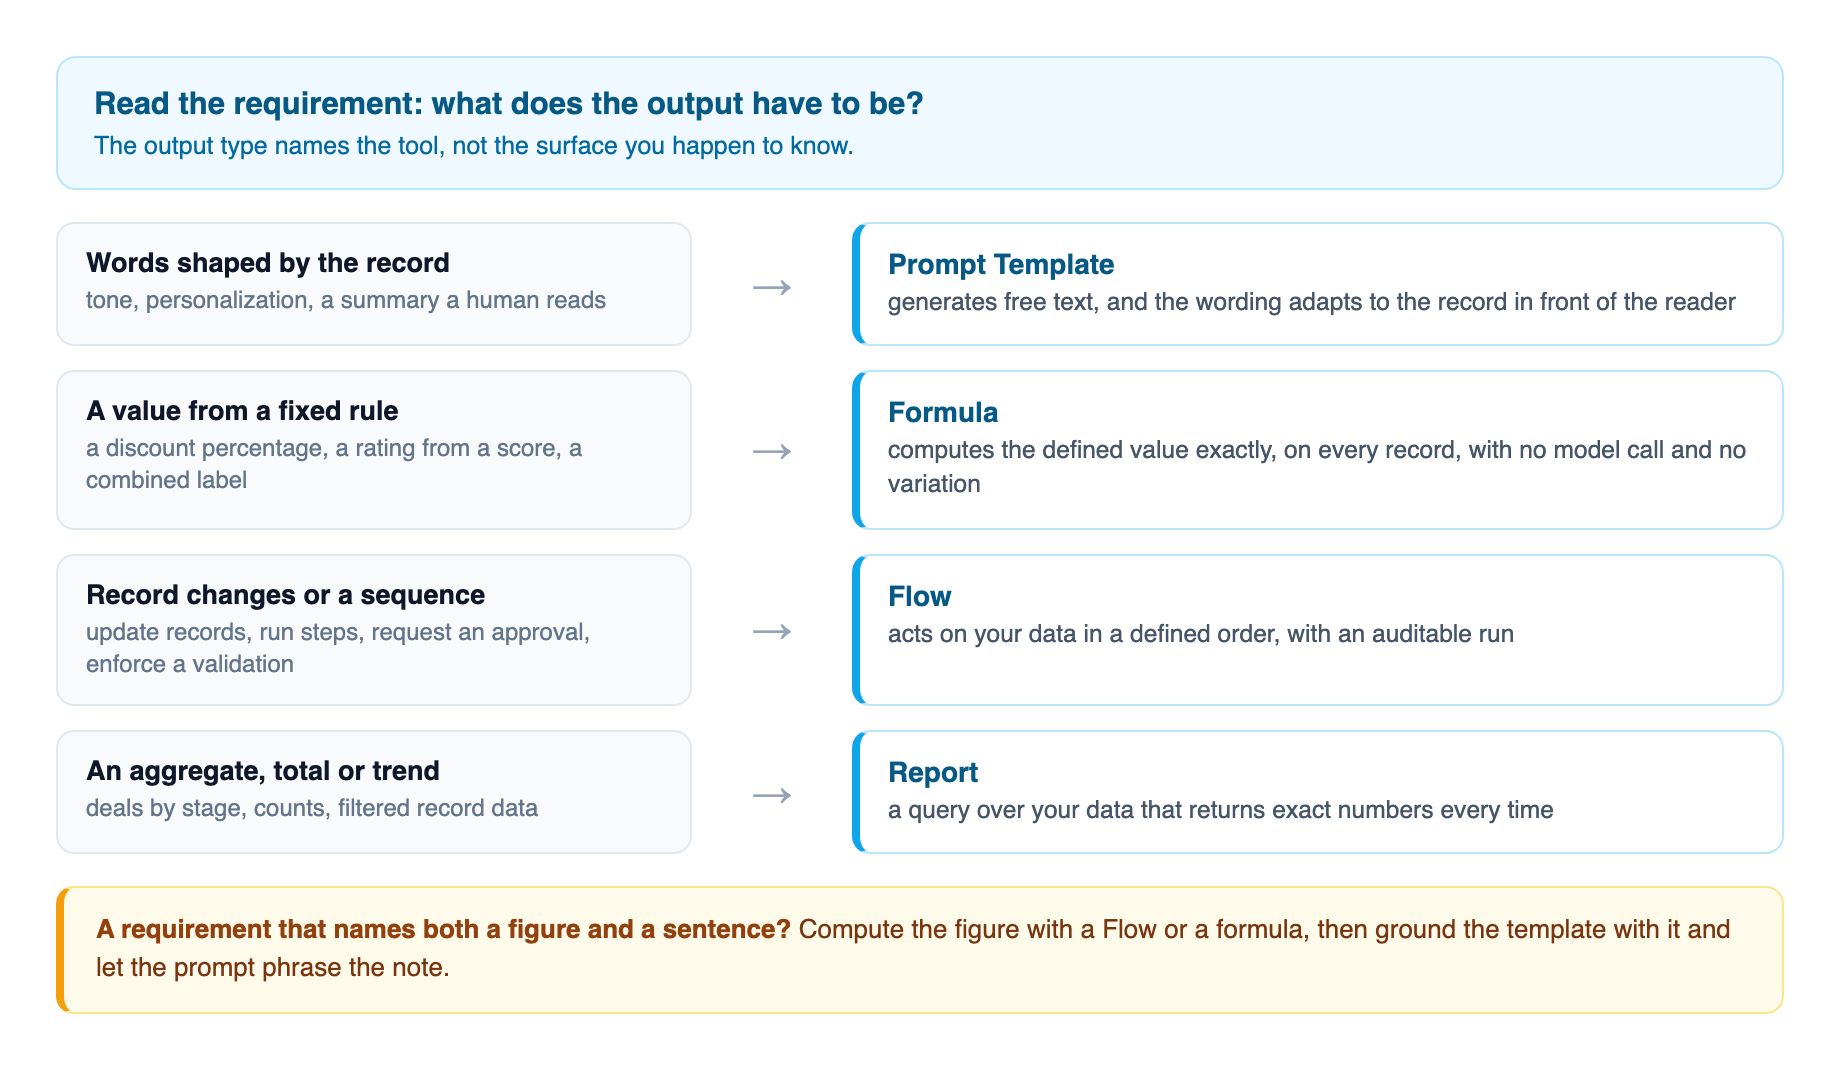 Read the requirement: what does the output have to be?
The output type names the tool, not the surface you happen to know.
Words shaped by the record
tone, personalization, a summary a human reads
→
Prompt Template
generates free text, and the wording adapts to the record in front of the reader
A value from a fixed rule
a discount percentage, a rating from a score, a
combined label
→
Formula
computes the defined value exactly, on every record, with no model call and no
variation
Record changes or a sequence
update records, run steps, request an approval,
enforce a validation
→
Flow
acts on your data in a defined order, with an auditable run
An aggregate, total or trend
deals by stage, counts, filtered record data
→
Report
a query over your data that returns exact numbers every time
A requirement that names both a figure and a sentence? Compute the figure with a Flow or a formula, then ground the template with it and
let the prompt phrase the note.